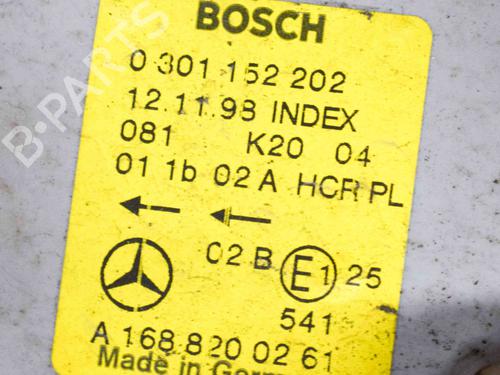 BOSCH
0 301 152 202
12.11.98 INDEX
081 K20 04
01 1b 02 A HCR PL
02 B E1 25
541
A 168 820 02 61
Made in Germ
B-PARTS